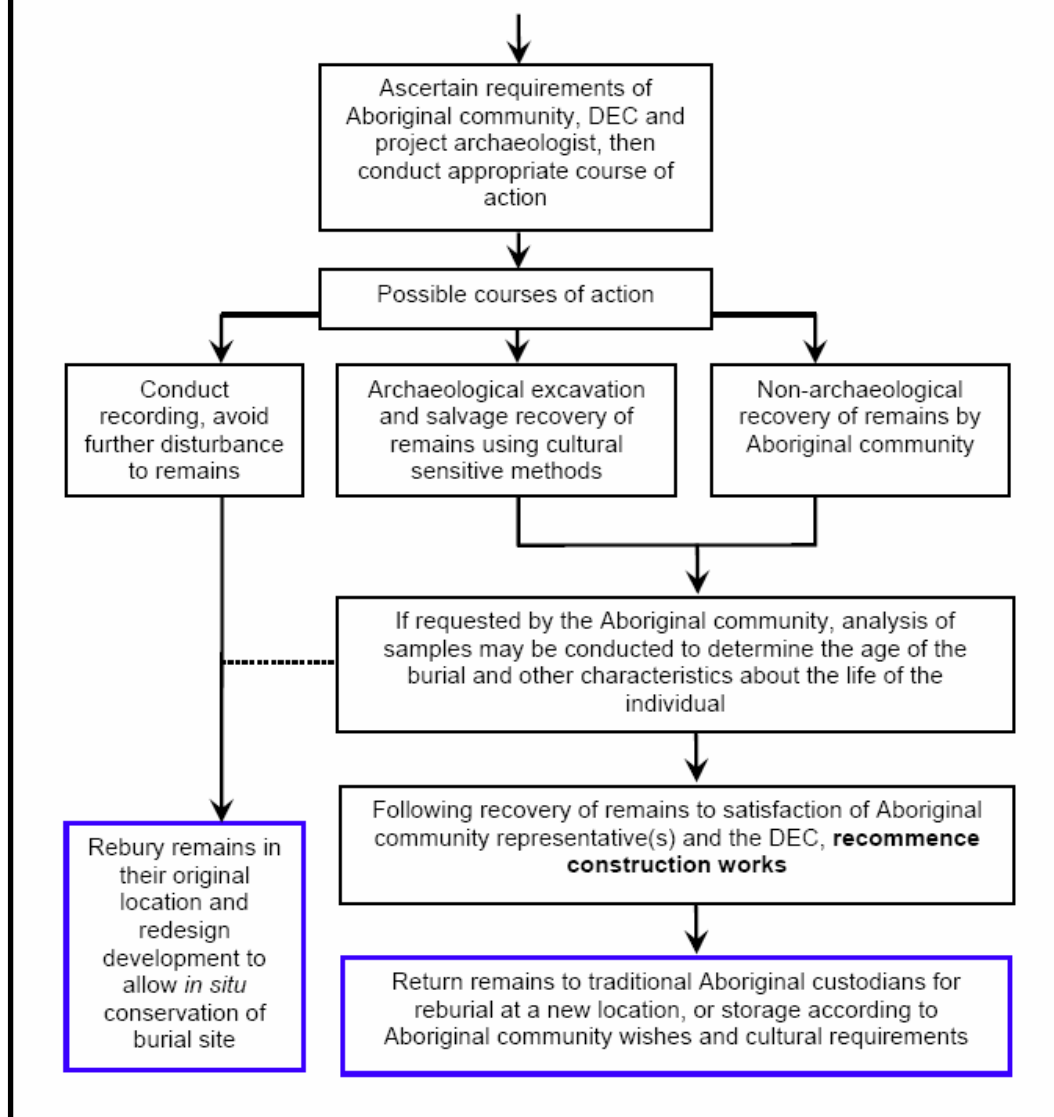 Ascertain requirements of
Aboriginal community, DEC and
project archaeologist, then
conduct appropriate course of
action
Possible courses of action
Conduct
recording, avoid
further disturbance
to remains
Archaeological excavation
and salvage recovery of
remains using cultural
sensitive methods
Non-archaeological
recovery of remains by
Aboriginal community
If requested by the Aboriginal community, analysis of
samples may be conducted to determine the age of the
burial and other characteristics about the life of the
individual
Following recovery of remains to satisfaction of Aboriginal
community representative(s) and the DEC, recommence
construction works
Rebury remains in
their original
location and
redesign
development to
allow in situ
conservation of
burial site
Return remains to traditional Aboriginal custodians for
reburial at a new location, or storage according to
Aboriginal community wishes and cultural requirements